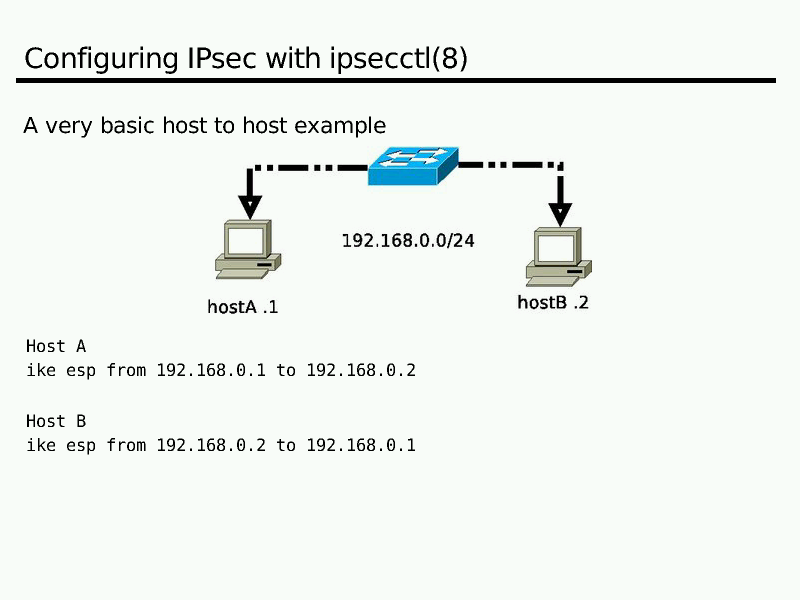 Configuring IPsec with ipsecctl(8)
A very basic host to host example
192.168.0.0/24
hostA .1
hostB .2
Host A
ike esp from 192.168.0.1 to 192.168.0.2
Host B
ike esp from 192.168.0.2 to 192.168.0.1